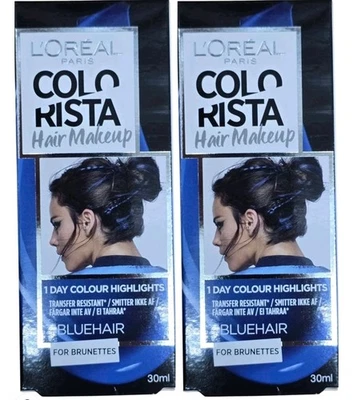 L'ORÉAL
PARIS
COLO
RISTA
Hair Makeup
1 DAY COLOUR HIGHLIGHTS
TRANSFER RESISTANT* / SMITTER IKKE AF /
FÄRGAR INTE AV / EI TAHRAA*
#BLUEHAIR
FOR BRUNETTES
30ml
L'ORÉAL
PARIS
COLO
RISTA
Hair Makeup
1 DAY COLOUR HIGHLIGHTS
TRANSFER RESISTANT* / SMITTER IKKE AF /
FÄRGAR INTE AV / EI TAHRAA*
#BLUEHAIR
FOR BRUNETTES
30ml